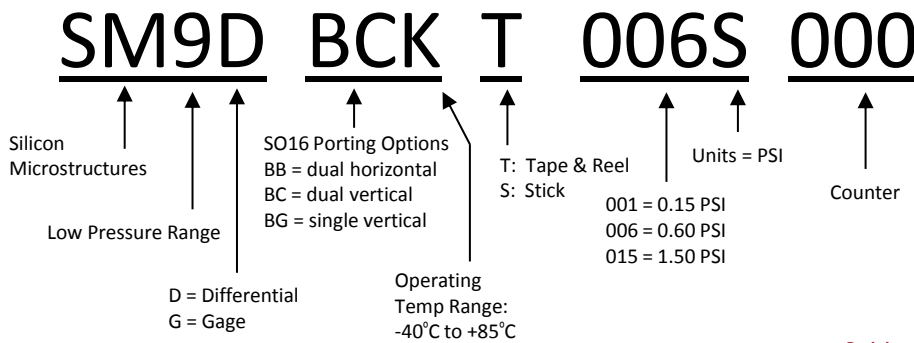 SM9D BCK T 006S 000
Silicon
Microstructures
Low Pressure Range
D = Differential
G = Gage
SO16 Porting Options
BB = dual horizontal
BC = dual vertical
BG = single vertical
Operating
Temp Range:
-40°C to +85°C
T: Tape & Reel
S: Stick
001 = 0.15 PSI
006 = 0.60 PSI
015 = 1.50 PSI
Units = PSI
Counter